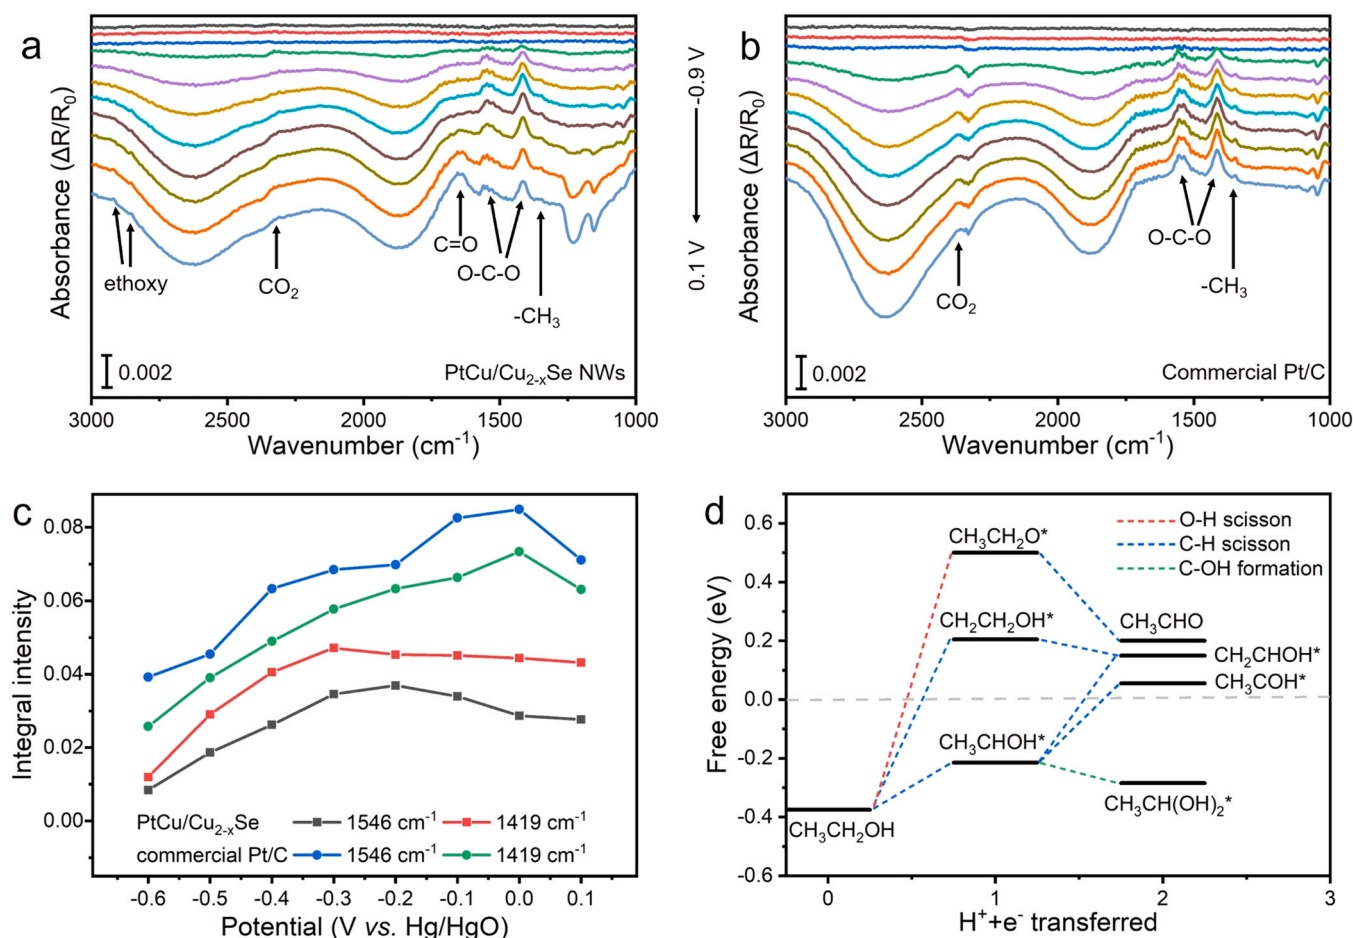 a
Absorbance (ΔR/R₀)
ethoxy
CO₂
C=O
O-C-O
-CH₃
0.002
PtCu/Cu₂₋ₓSe NWs
3000 2500 2000 1500 1000
Wavenumber (cm⁻¹)
-0.9 V
0.1 V
b
Absorbance (ΔR/R₀)
CO₂
O-C-O
-CH₃
0.002
Commercial Pt/C
3000 2500 2000 1500 1000
Wavenumber (cm⁻¹)
c
Integral intensity
0.08
0.06
0.04
0.02
0.00
PtCu/Cu₂₋ₓSe 1546 cm⁻¹ 1419 cm⁻¹
commercial Pt/C 1546 cm⁻¹ 1419 cm⁻¹
-0.6 -0.5 -0.4 -0.3 -0.2 -0.1 0.0 0.1
Potential (V vs. Hg/HgO)
d
Free energy (eV)
0.6
0.4
0.2
0.0
-0.2
-0.4
-0.6
O-H scisson
C-H scisson
C-OH formation
CH₃CH₂O*
CH₂CH₂OH*
CH₃CHO
CH₂CHOH*
CH₃COH*
CH₃CHOH*
CH₃CH(OH)₂*
CH₃CH₂OH
0 1 2 3
H⁺+e⁻ transferred